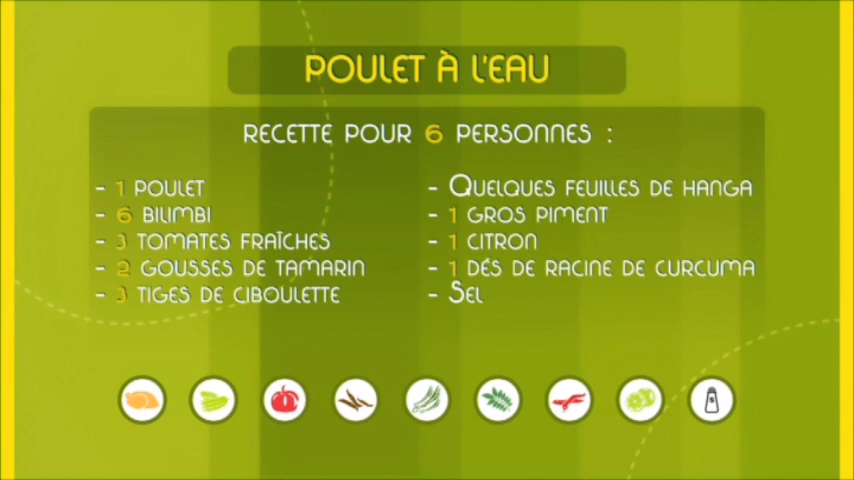 POULET À L'EAU
RECETTE POUR 6 PERSONNES :
- 1 POULET
- 6 BILIMBI
- 3 TOMATES FRAÎCHES
- 2 GOUSSES DE TAMARIN
- 3 TIGES DE CIBOULETTE
- QUELQUES FEUILLES DE HANGA
- 1 GROS PIMENT
- 1 CITRON
- 1 DÉS DE RACINE DE CURCUMA
- SEL